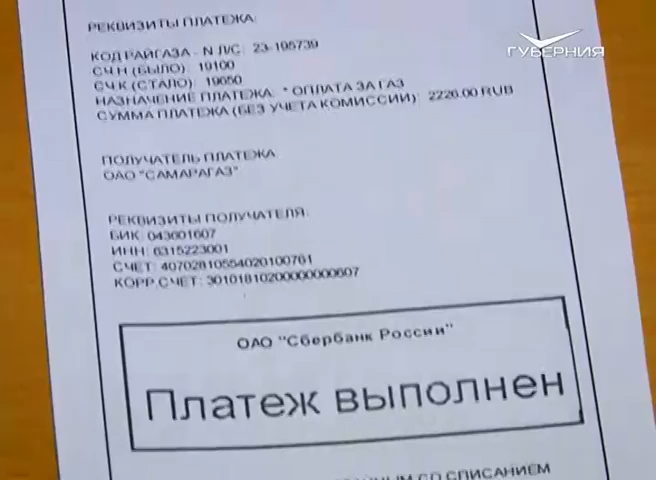 РЕКВИЗИТЫ ПЛАТЕЖА:
ГУБЕРНИЯ
КОД РАЙГАЗА - N Л/С: 23-195739
СЧ Н (БЫЛО): 19100
СЧ К (СТАЛО): 19650
НАЗНАЧЕНИЕ ПЛАТЕЖА: * ОПЛАТА ЗА ГАЗ
СУММА ПЛАТЕЖА (БЕЗ УЧЕТА КОМИССИИ): 2226.00 RUB
ПОЛУЧАТЕЛЬ ПЛАТЕЖА
ОАО "САМАРАГАЗ"
РЕКВИЗИТЫ ПОЛУЧАТЕЛЯ:
БИК: 043601607
ИНН: 6315223001
СЧЕТ: 40702810554020100761
КОРР.СЧЕТ: 30101810200000000607
ОАО "Сбербанк России"
Платеж выполнен
СО СПИСАНИЕМ